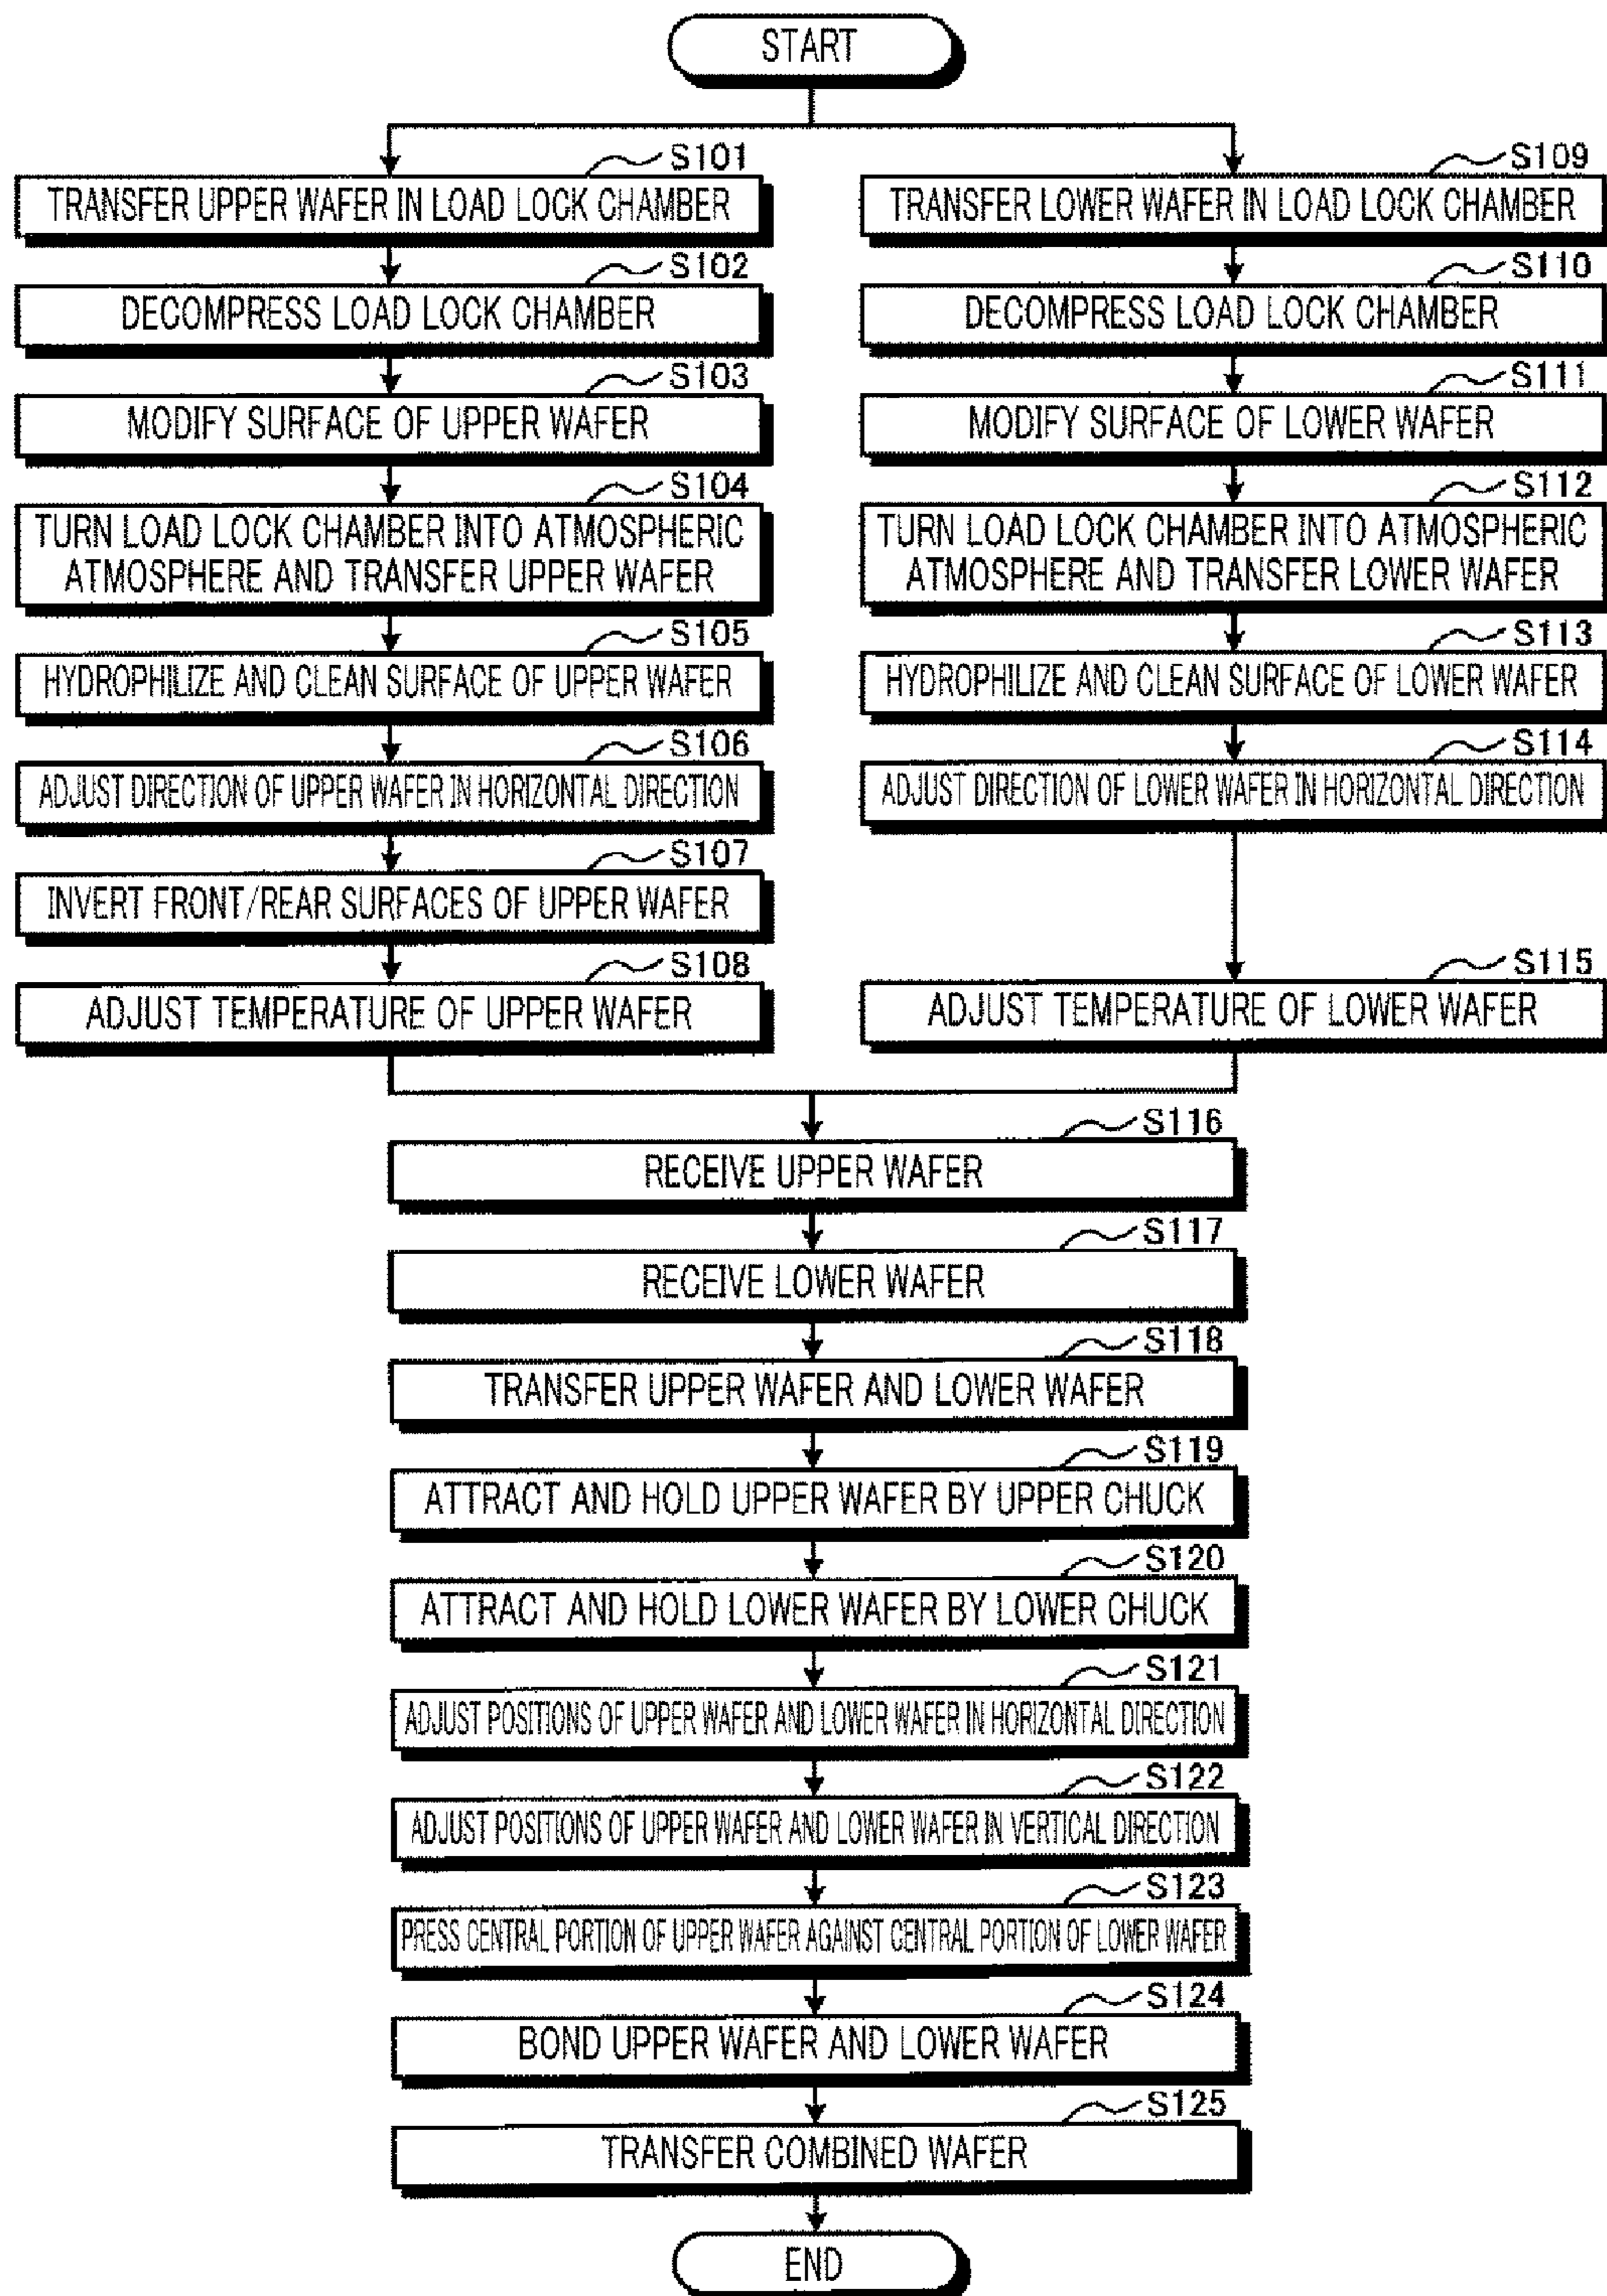 START
S101
TRANSFER UPPER WAFER IN LOAD LOCK CHAMBER
S102
DECOMPRESS LOAD LOCK CHAMBER
S103
MODIFY SURFACE OF UPPER WAFER
S104
TURN LOAD LOCK CHAMBER INTO ATMOSPHERIC
ATMOSPHERE AND TRANSFER UPPER WAFER
S105
HYDROPHILIZE AND CLEAN SURFACE OF UPPER WAFER
S106
ADJUST DIRECTION OF UPPER WAFER IN HORIZONTAL DIRECTION
S107
INVERT FRONT/REAR SURFACES OF UPPER WAFER
S108
ADJUST TEMPERATURE OF UPPER WAFER
S109
TRANSFER LOWER WAFER IN LOAD LOCK CHAMBER
S110
DECOMPRESS LOAD LOCK CHAMBER
S111
MODIFY SURFACE OF LOWER WAFER
S112
TURN LOAD LOCK CHAMBER INTO ATMOSPHERIC
ATMOSPHERE AND TRANSFER LOWER WAFER
S113
HYDROPHILIZE AND CLEAN SURFACE OF LOWER WAFER
S114
ADJUST DIRECTION OF LOWER WAFER IN HORIZONTAL DIRECTION
S115
ADJUST TEMPERATURE OF LOWER WAFER
S116
RECEIVE UPPER WAFER
S117
RECEIVE LOWER WAFER
S118
TRANSFER UPPER WAFER AND LOWER WAFER
S119
ATTRACT AND HOLD UPPER WAFER BY UPPER CHUCK
S120
ATTRACT AND HOLD LOWER WAFER BY LOWER CHUCK
S121
ADJUST POSITIONS OF UPPER WAFER AND LOWER WAFER IN HORIZONTAL DIRECTION
S122
ADJUST POSITIONS OF UPPER WAFER AND LOWER WAFER IN VERTICAL DIRECTION
S123
PRESS CENTRAL PORTION OF UPPER WAFER AGAINST CENTRAL PORTION OF LOWER WAFER
S124
BOND UPPER WAFER AND LOWER WAFER
S125
TRANSFER COMBINED WAFER
END